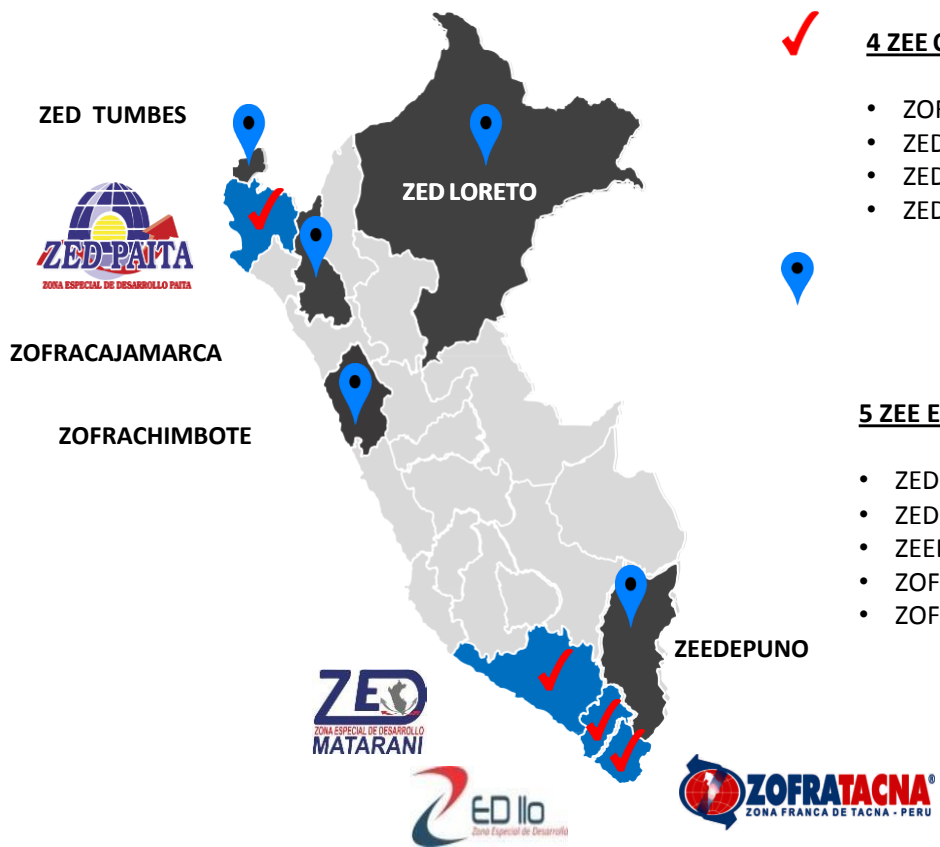 4 ZEE
ZED TUMBES
• ZOF
• ZED
ZED LORETO
• ZED
• ZED
ZED PAITA
ZONA ESPECIAL DE DESARROLLO PAITA
ZOFRACAJAMARCA
5 ZEE E
ZOFRACHIMBOTE
• ZED
• ZED
• ZEE
• ZOF
• ZOF
ZEEDEPUNO
ZED
ZONA ESPECIAL DE DESARROLLO
MATARANI
ZED Ilo
Zona Especial de Desarrollo
ZOFRATACNA®
ZONA FRANCA DE TACNA - PERU